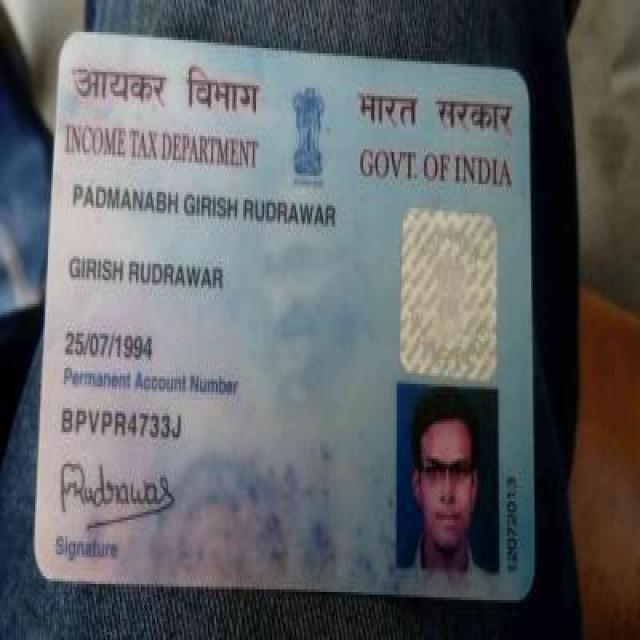 आयकर विभाग
INCOME TAX DEPARTMENT
भारत सरकार
GOVT. OF INDIA
PADMANABH GIRISH RUDRAWAR
GIRISH RUDRAWAR
25/07/1994
Permanent Account Number
BPVPR4733J
Rudrawar
Signature
12072013